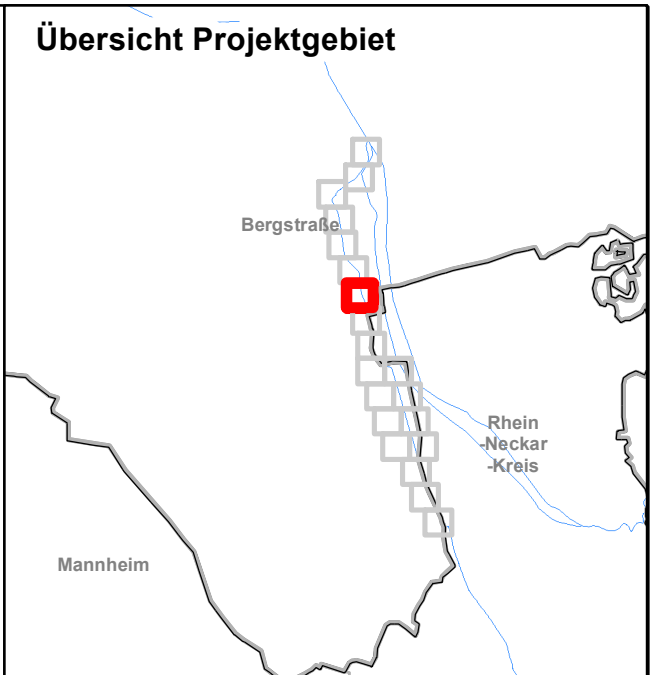 Übersicht Projektgebiet
Bergstraße
Rhein
-Neckar
-Kreis
Mannheim